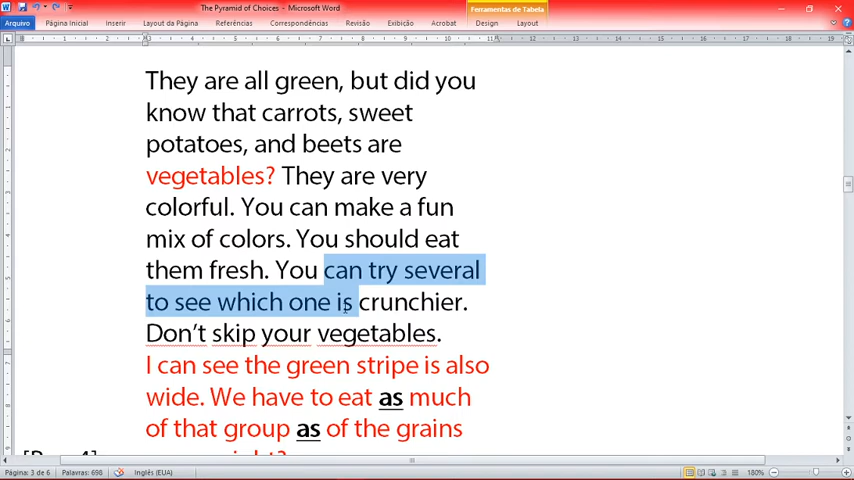 The Pyramid of Choices - Microsoft Word
Ferramentas de Tabela
Arquivo Página Inicial Inserir Layout da Página Referências Correspondências Revisão Exibição Acrobat Design Layout
They are all green, but did you
know that carrots, sweet
potatoes, and beets are
vegetables? They are very
colorful. You can make a fun
mix of colors. You should eat
them fresh. You can try several
to see which one is crunchier.
Don't skip your vegetables.
I can see the green stripe is also
wide. We have to eat as much
of that group as of the grains
Página: 3 de 6 Palavras: 698 Inglês (EUA) 180%